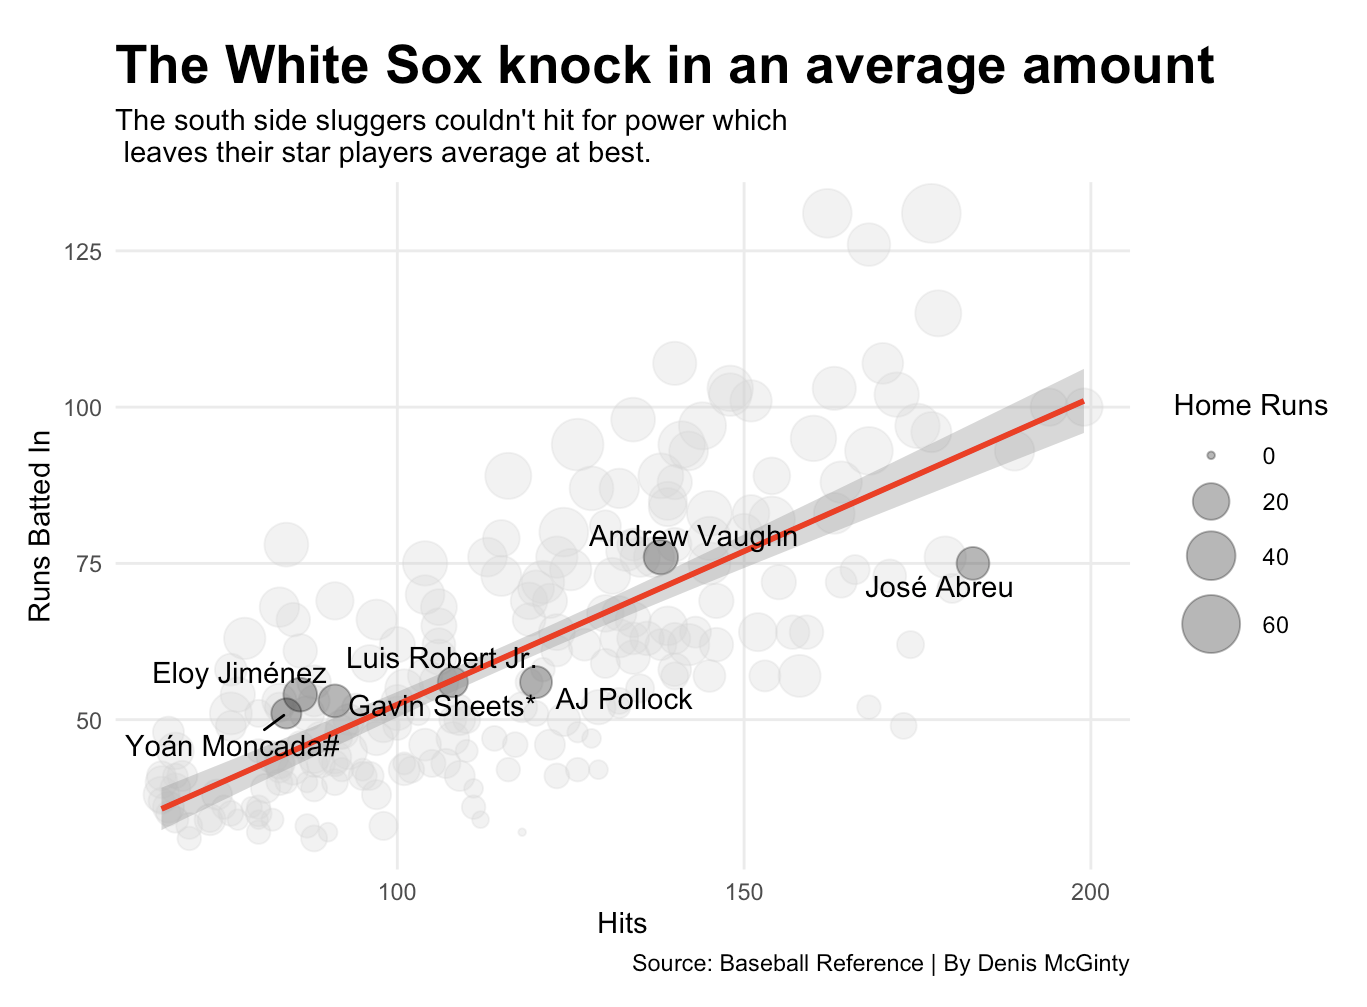 The White Sox knock in an average amount
The south side sluggers couldn't hit for power which
leaves their star players average at best.
125
100
75
50
Runs Batted In
Andrew Vaughn
José Abreu
Luis Robert Jr.
Eloy Jiménez
Gavin Sheets*
AJ Pollock
Yoán Moncada#
100
150
200
Hits
Home Runs
0
20
40
60
Source: Baseball Reference | By Denis McGinty